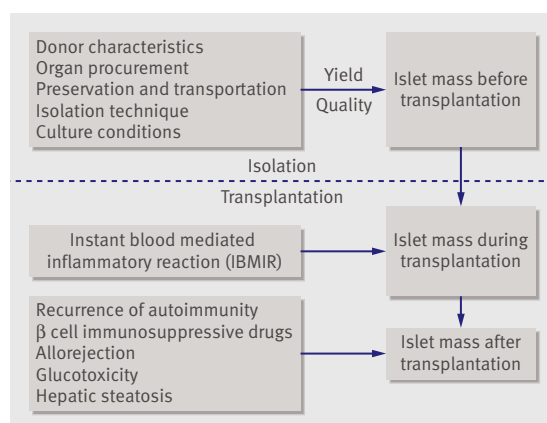 Donor characteristics
Organ procurement
Preservation and transportation
Isolation technique
Culture conditions
Yield
Quality
Islet mass before
transplantation
Isolation
Transplantation
Instant blood mediated
inflammatory reaction (IBMIR)
Islet mass during
transplantation
Recurrence of autoimmunity
β cell immunosuppressive drugs
Allorejection
Glucotoxicity
Hepatic steatosis
Islet mass after
transplantation